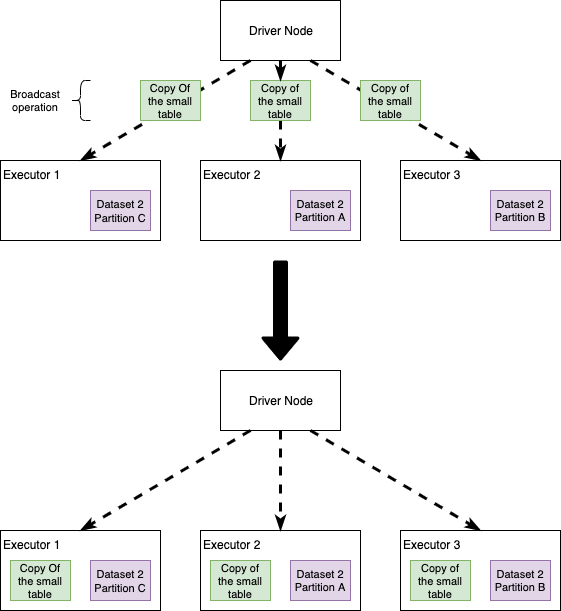 Driver Node
Broadcast
operation
Copy Of
the small
table
Copy of
the small
table
Copy of
the small
table
Executor 1
Dataset 2
Partition C
Executor 2
Dataset 2
Partition A
Executor 3
Dataset 2
Partition B
Driver Node
Executor 1
Copy Of
the small
table
Dataset 2
Partition C
Executor 2
Copy of
the small
table
Dataset 2
Partition A
Executor 3
Copy of
the small
table
Dataset 2
Partition B